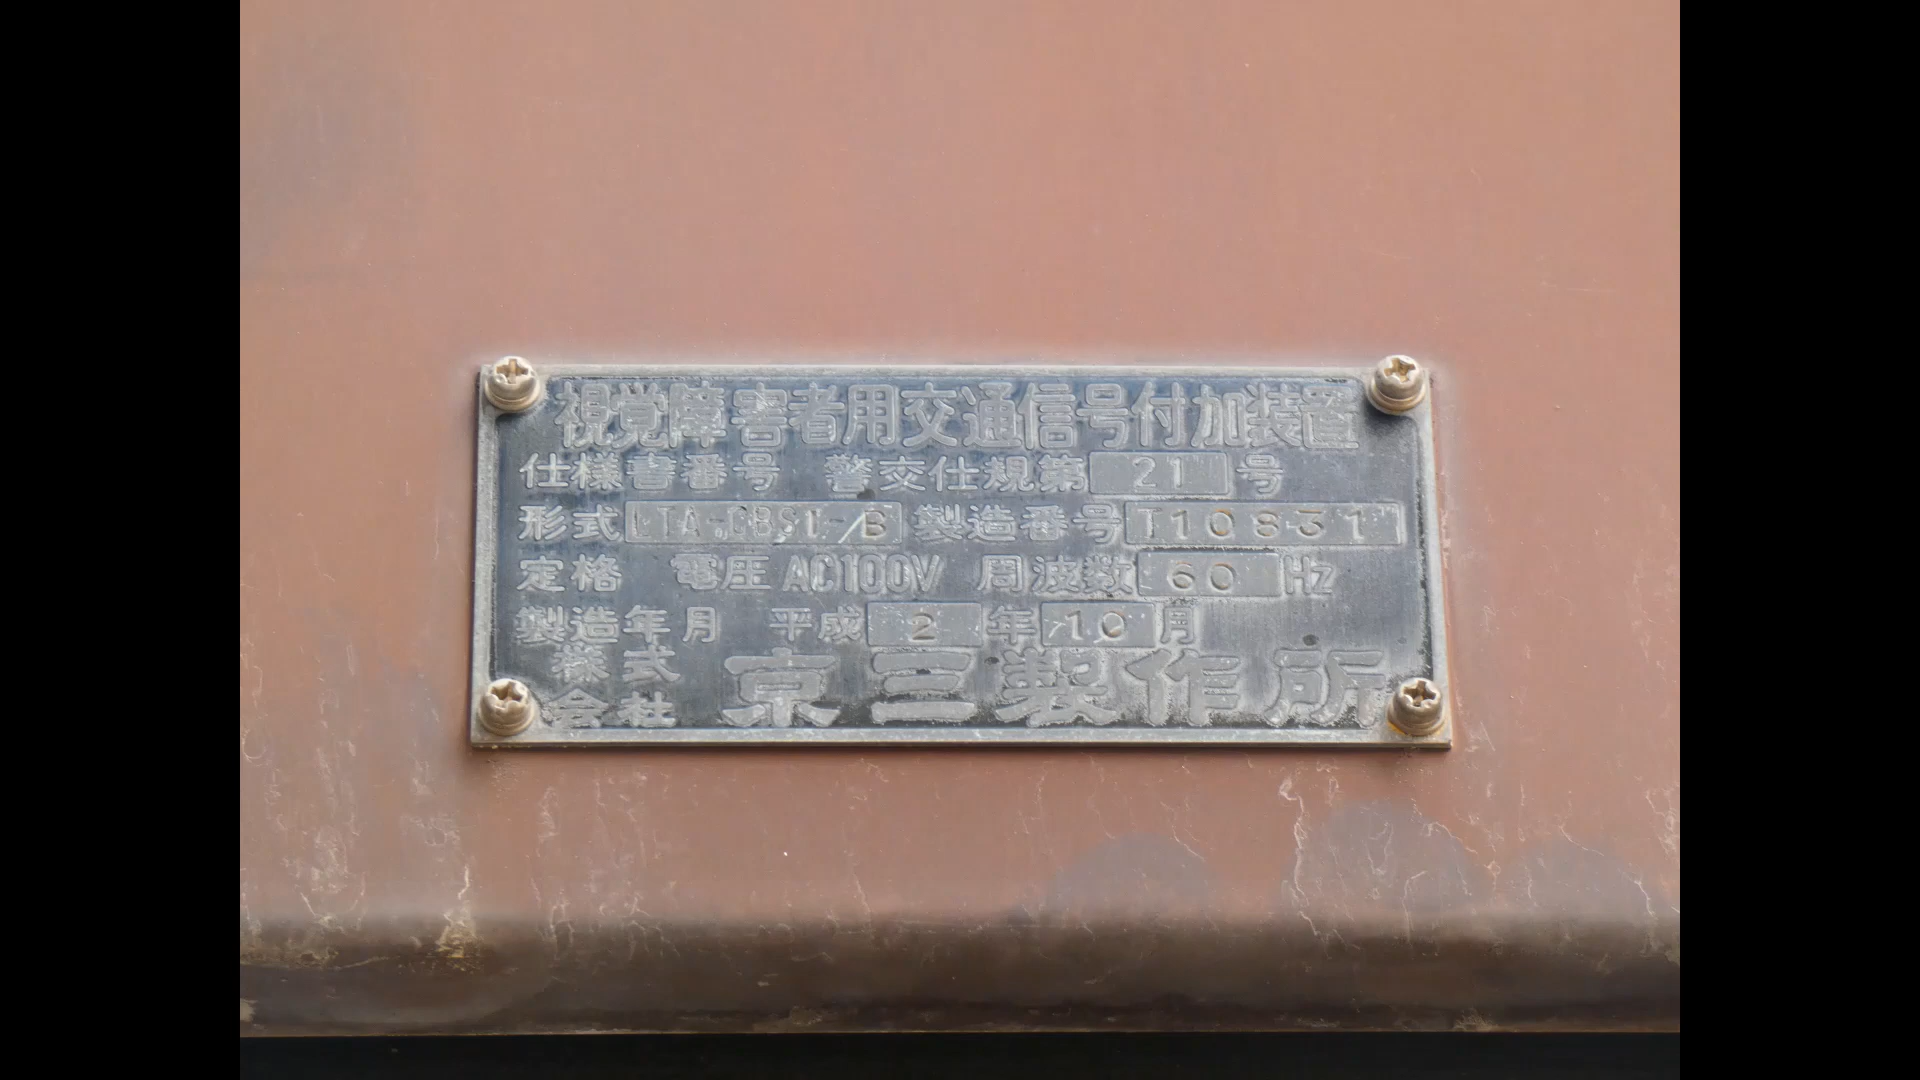 視覚障害者用交通信号付加装置
仕様書番号 警交仕規第 21 号
形式 LTA-CBS1-B 製造番号 T10831
定格 電圧 AC100V 周波数 60 Hz
製造年月 平成 2 年 10 月
株式会社 京三製作所